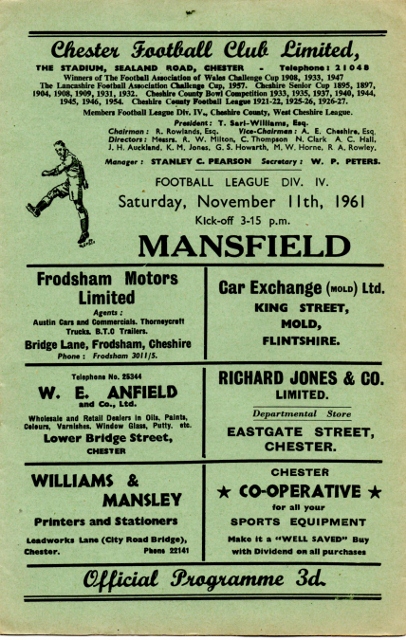 Chester Football Club Limited,
THE STADIUM, SEALAND ROAD, CHESTER - Telephone: 21048
Winners of The Football Association of Wales Challenge Cup 1908, 1933, 1947
The Lancashire Football Association Challenge Cup, 1957. Cheshire Senior Cup 1895, 1897,
1904, 1908, 1909, 1931, 1932. Cheshire County Bowl Competition 1933, 1935, 1937, 1940, 1944,
1945, 1946, 1954. Cheshire County Football League 1921-22, 1925-26, 1926-27.
Members Football League Div. IV., Cheshire County, West Cheshire League.
President: T. Sarl-Williams, Esq.
Chairman: R. Rowlands, Esq. Vice-Chairman: A. E. Cheshire, Esq.
Directors: Messrs. R. W. Milton, C. Thompson N. Clark A. C. Hall,
J. H. Auckland, K. M. Jones, G. S. Howarth, M. W. Horne, R A, Rowley.
Manager: STANLEY C. PEARSON Secretary: W. P. PETERS.
FOOTBALL LEAGUE DIV. IV.
Saturday, November 11th, 1961
Kick-off 3-15 p.m.
MANSFIELD
Frodsham Motors
Limited
Agents:
Austin Cars and Commercials. Thorneycroft
Trucks. B.T.C Trailers.
Bridge Lane, Frodsham, Cheshire
Phone: Frodsham 3011/5.
Car Exchange (MOLD) Ltd.
KING STREET,
MOLD,
FLINTSHIRE.
Telephone No. 25344
W. E. ANFIELD
and Co., Ltd.
Wholesale and Retail Dealers in Oils, Paints,
Colours, Varnishes. Window Glass, Putty. etc.
Lower Bridge Street,
CHESTER
RICHARD JONES & CO.
LIMITED.
Departmental Store
EASTGATE STREET,
CHESTER.
WILLIAMS &
MANSLEY
Printers and Stationers
Leadworks Lane (City Road Bridge),
Chester. Phone 22141
CHESTER
★ CO-OPERATIVE ★
for all your
SPORTS EQUIPMENT
Make it a "WELL SAVED" Buy
with Dividend on all purchases
Official Programme 3d.